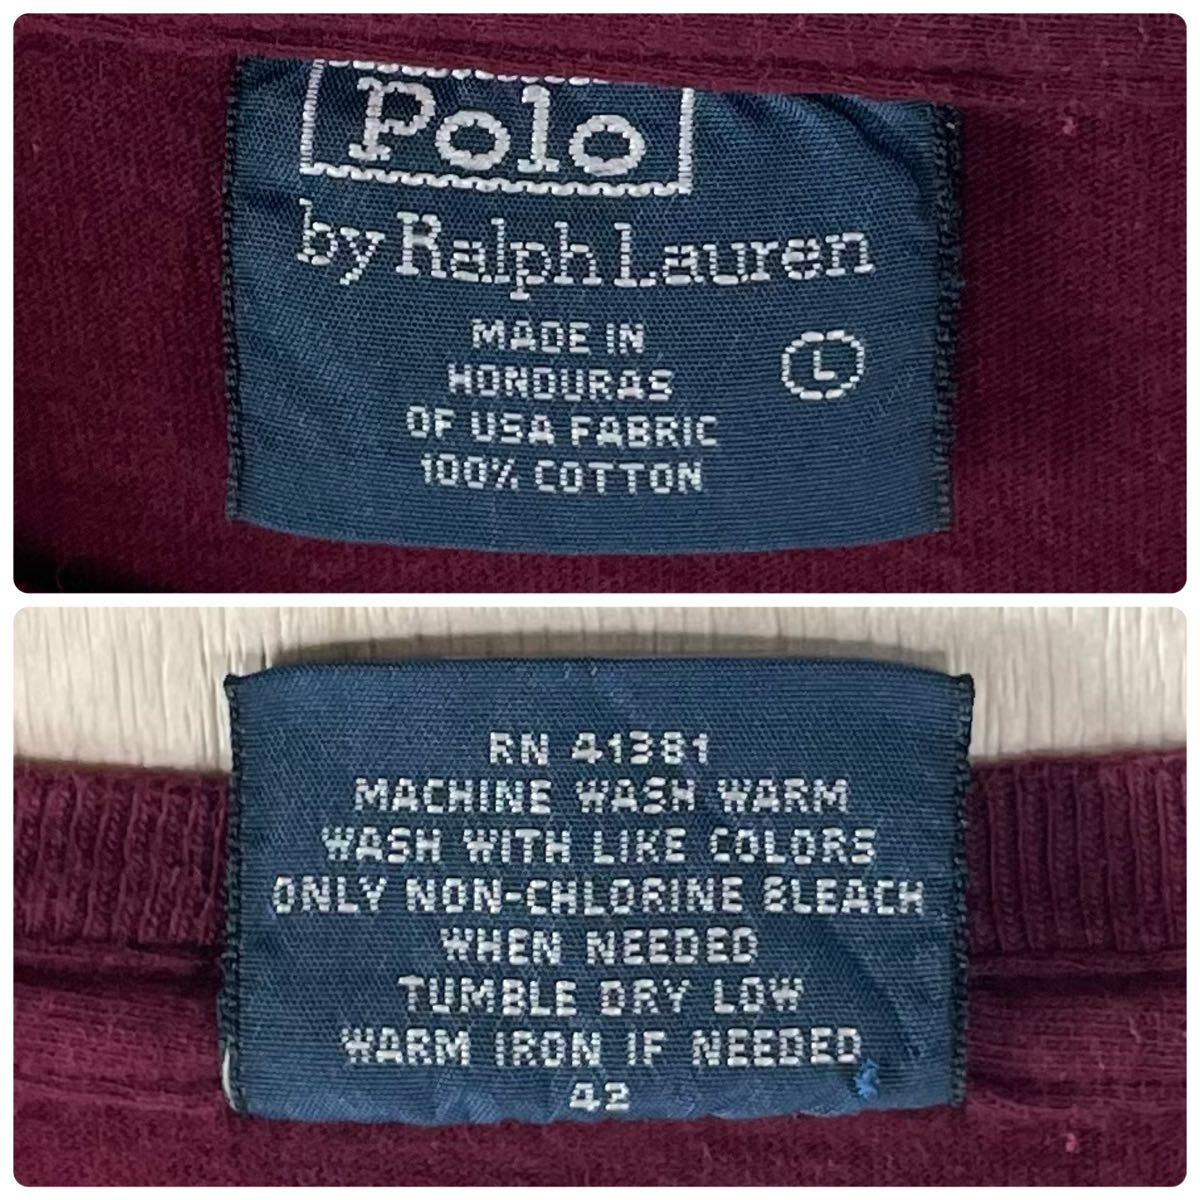 Polo
by Ralph Lauren
MADE IN
HONDURAS
OF USA FABRIC
100% COTTON
L
RN 41381
MACHINE WASH WARM
WASH WITH LIKE COLORS
ONLY NON-CHLORINE BLEACH
WHEN NEEDED
TUMBLE DRY LOW
WARM IRON IF NEEDED
42